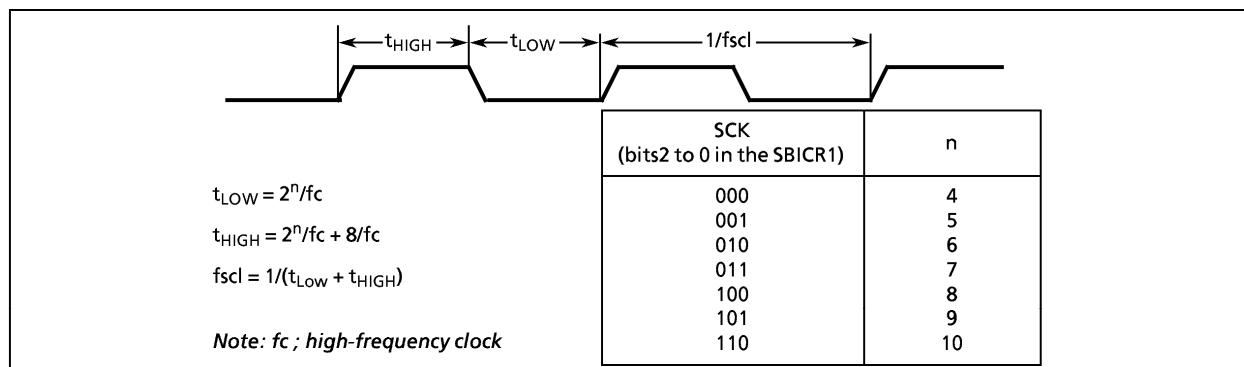 tHIGH tLOW 1/fscl
SCK
(bits2 to 0 in the SBICR1)
n
tLOW = 2^n/fc
tHIGH = 2^n/fc + 8/fc
fscl = 1/(tLow + tHIGH)
Note: fc ; high-frequency clock
000 4
001 5
010 6
011 7
100 8
101 9
110 10